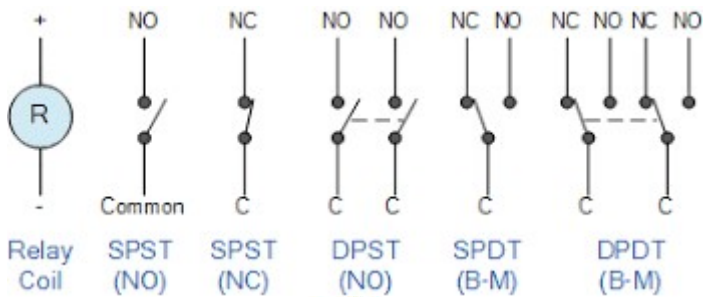 + NO NC NO NO NC NO NC NO NC NO
R
- Common C C C C C C
Relay SPST SPST DPST SPDT DPDT
Coil (NO) (NC) (NO) (B-M) (B-M)